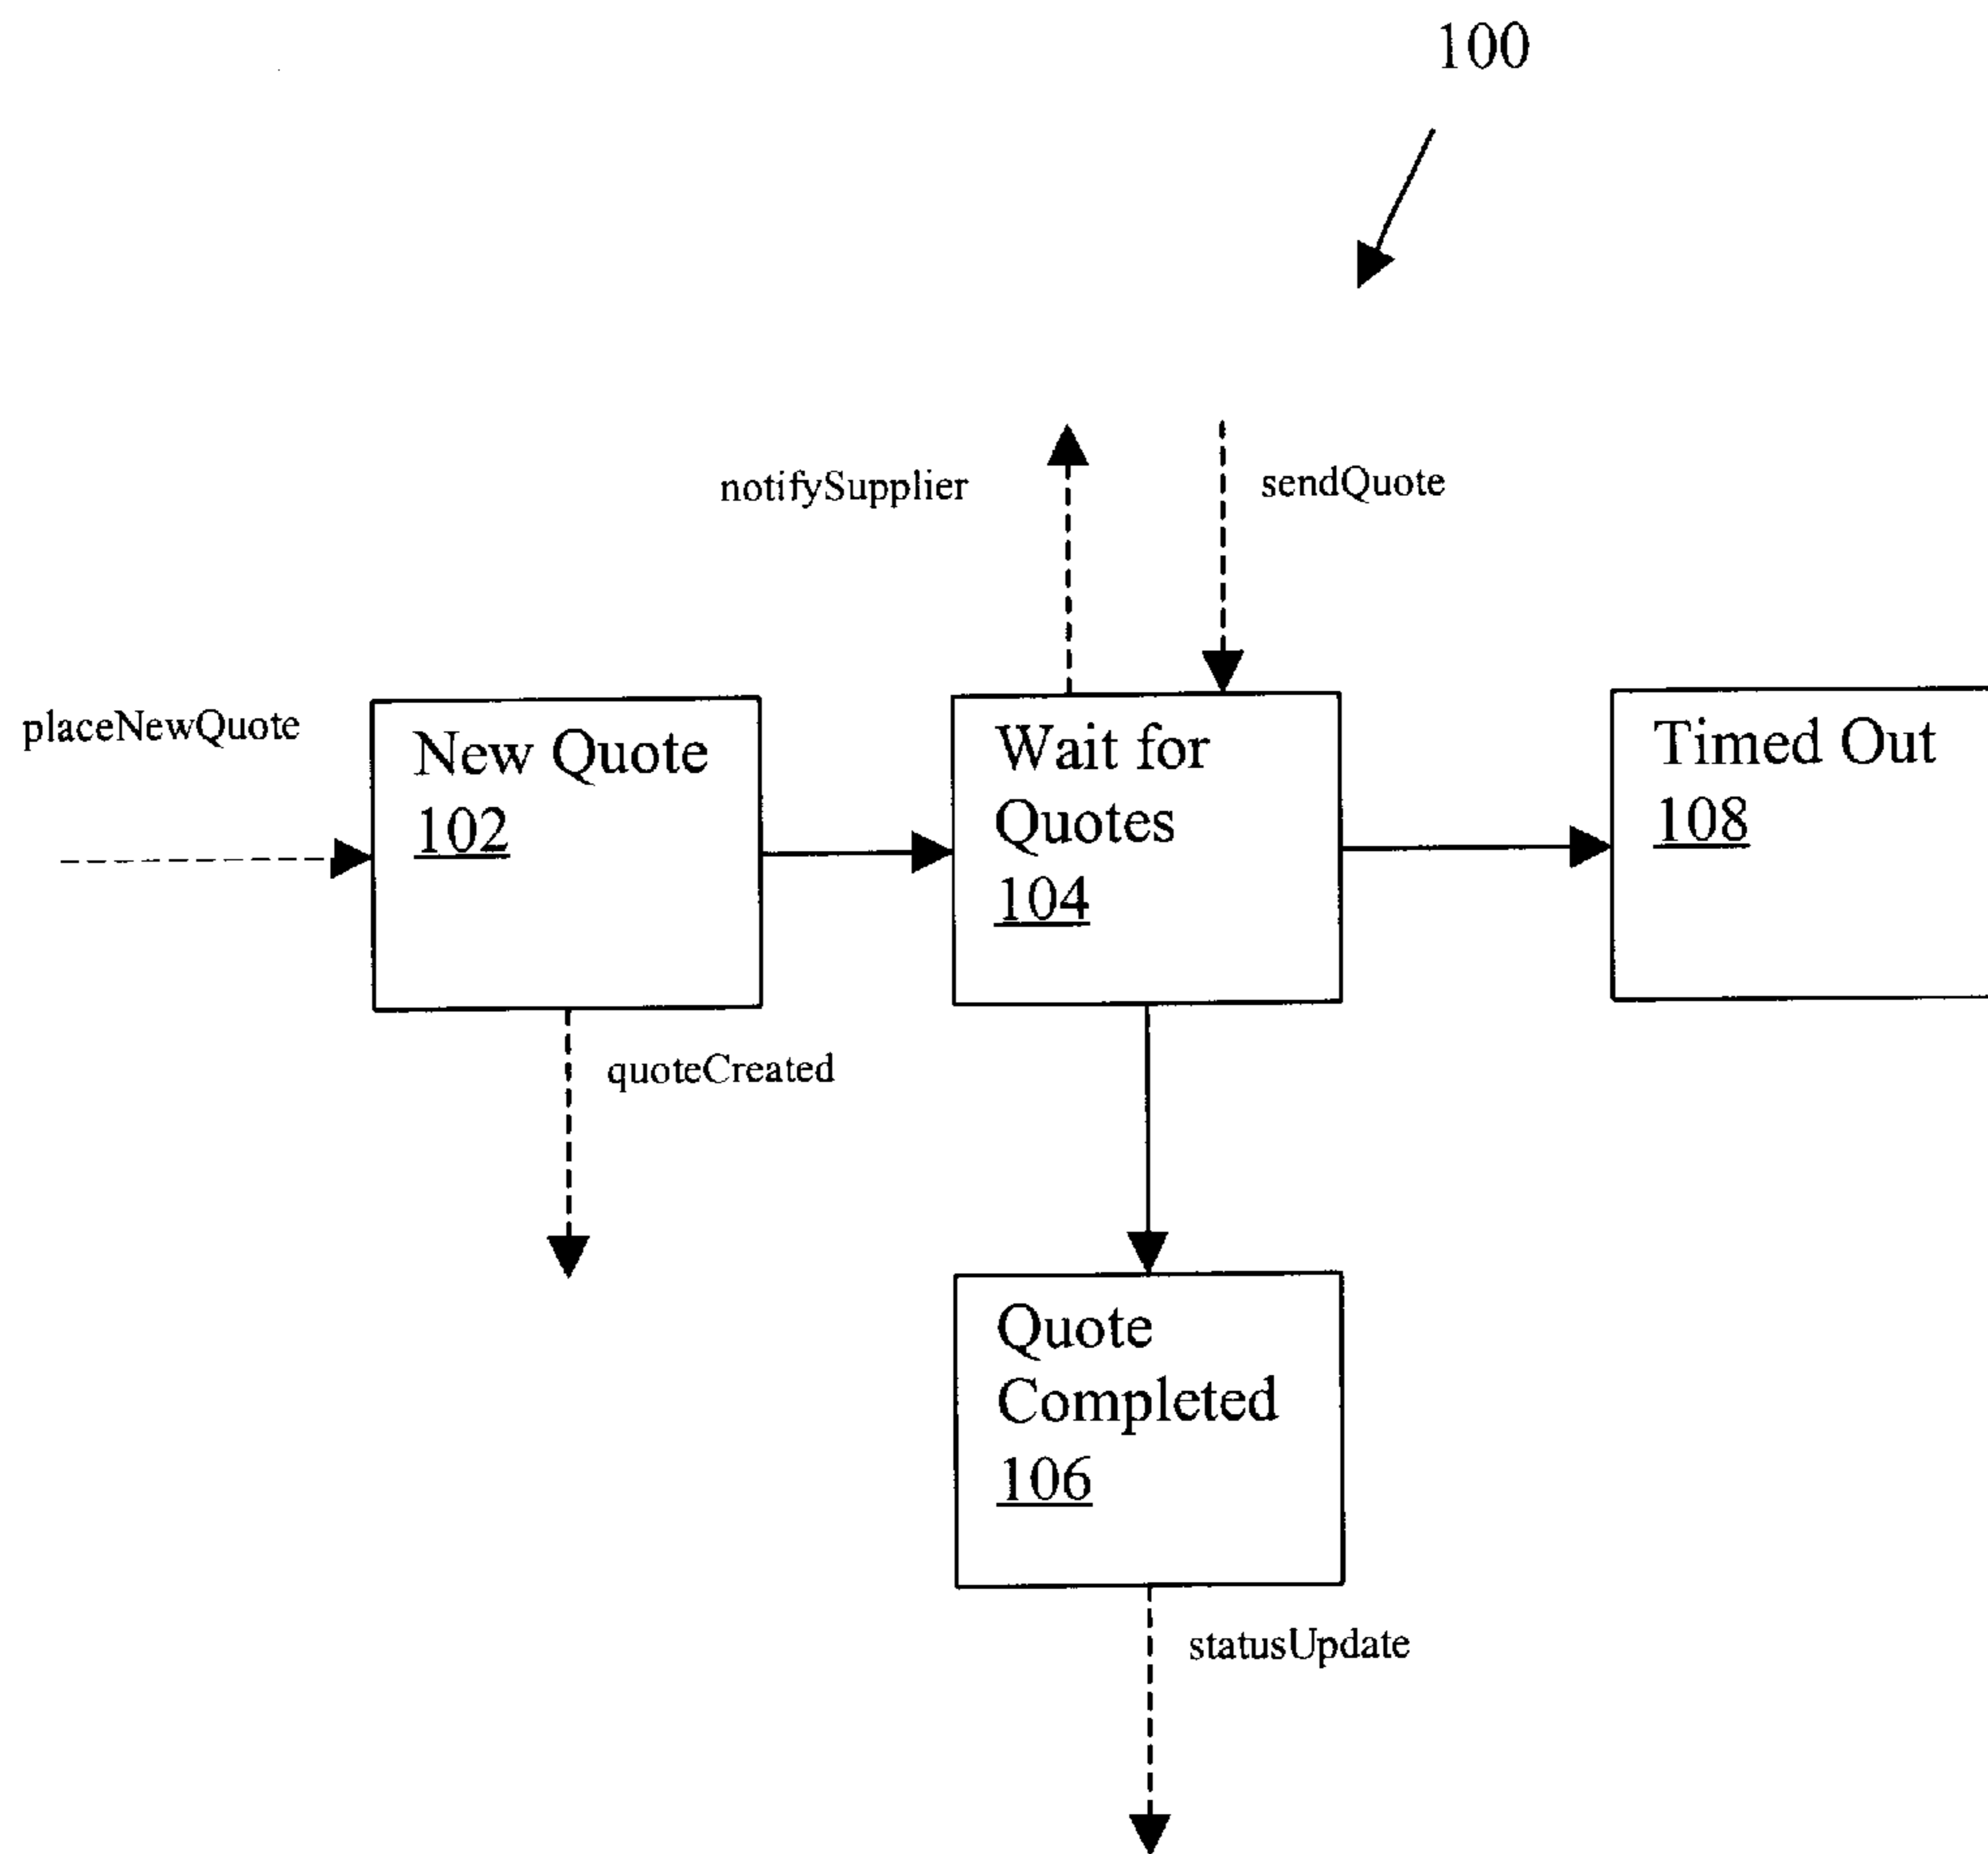 100
notifySupplier
sendQuote
placeNewQuote
New Quote
102
Wait for
Quotes
104
Timed Out
108
quoteCreated
Quote
Completed
106
statusUpdate